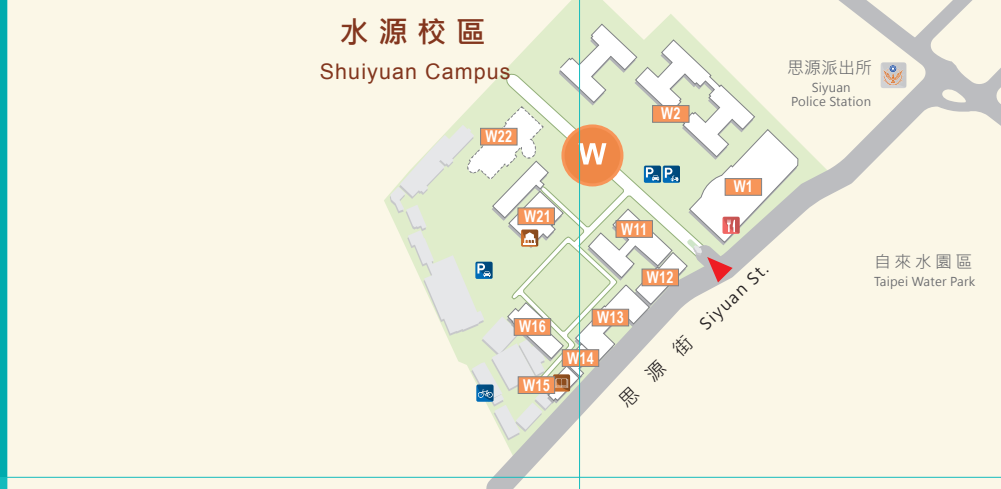 水源校區
Shuiyuan Campus
思源派出所
Siyuan
Police Station
W2
W22
W
P P
W1
W21
W11
自來水園區
Taipei Water Park
P
W12
思源街 Siyuan St.
W13
W16
W14
W15